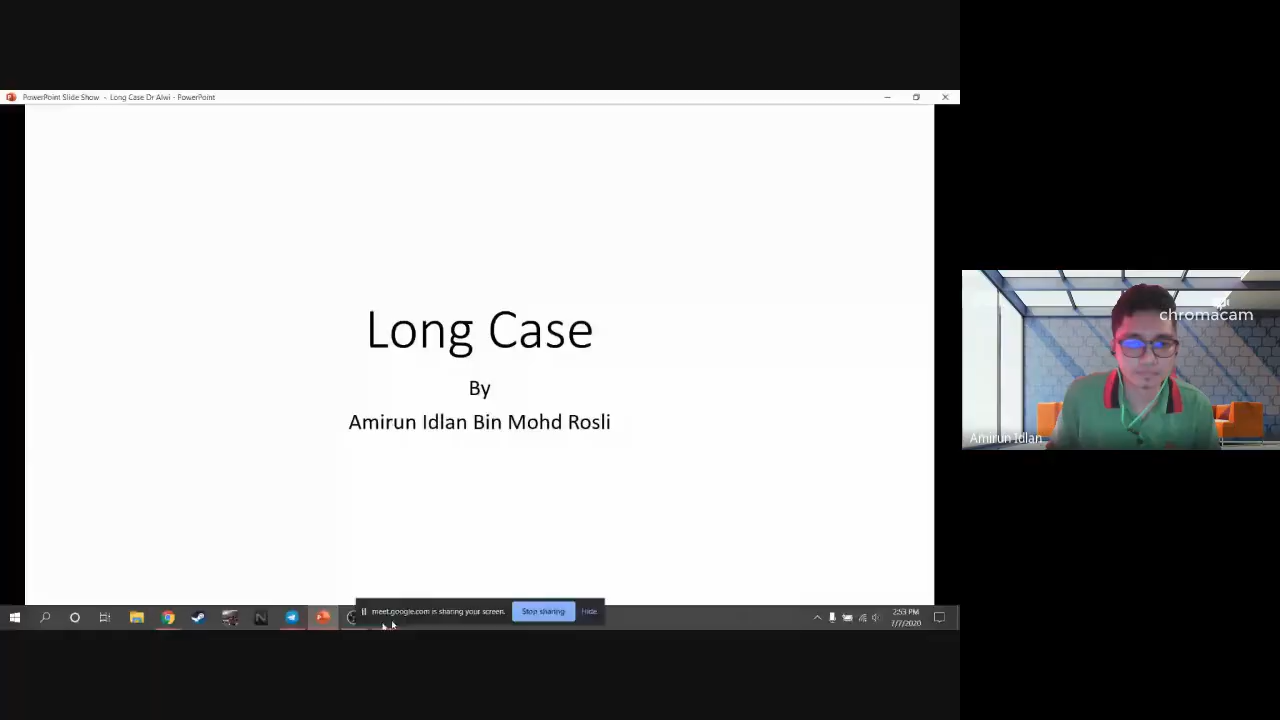 PowerPoint Slide Show - Long Case Dr Alwi - PowerPoint
Long Case
By
Amirun Idlan Bin Mohd Rosli
chromacam
Amirun Idlan
meet.google.com is sharing your screen.
Stop sharing
Hide
2:53 PM
7/7/2020